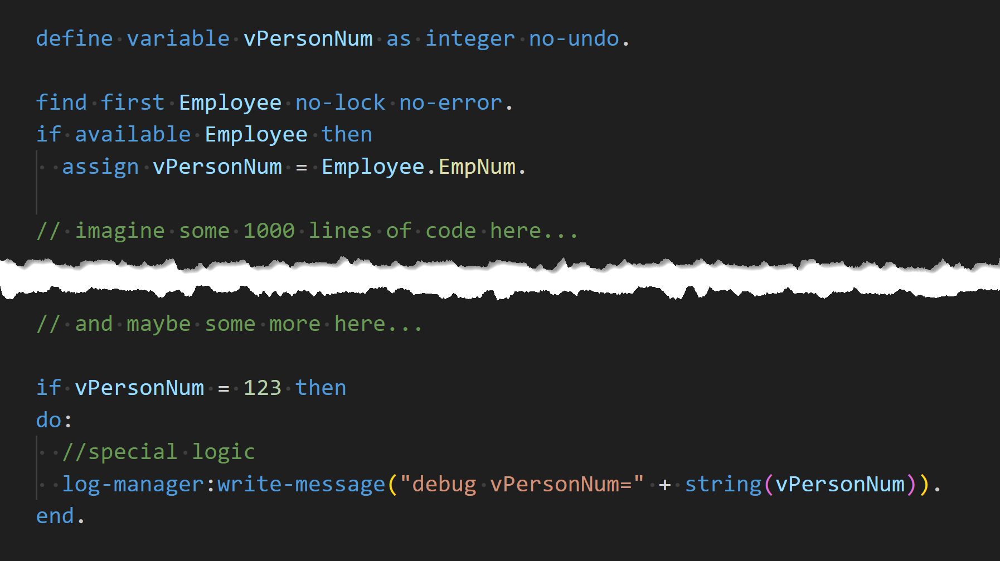 define variable vPersonNum as integer no-undo.
find first Employee no-lock no-error.
if available Employee then
assign vPersonNum = Employee.EmpNum.
// imagine some 1000 lines of code here...
// and maybe some more here...
if vPersonNum = 123 then
do:
//special logic
log-manager:write-message("debug vPersonNum=" + string(vPersonNum)).
end.